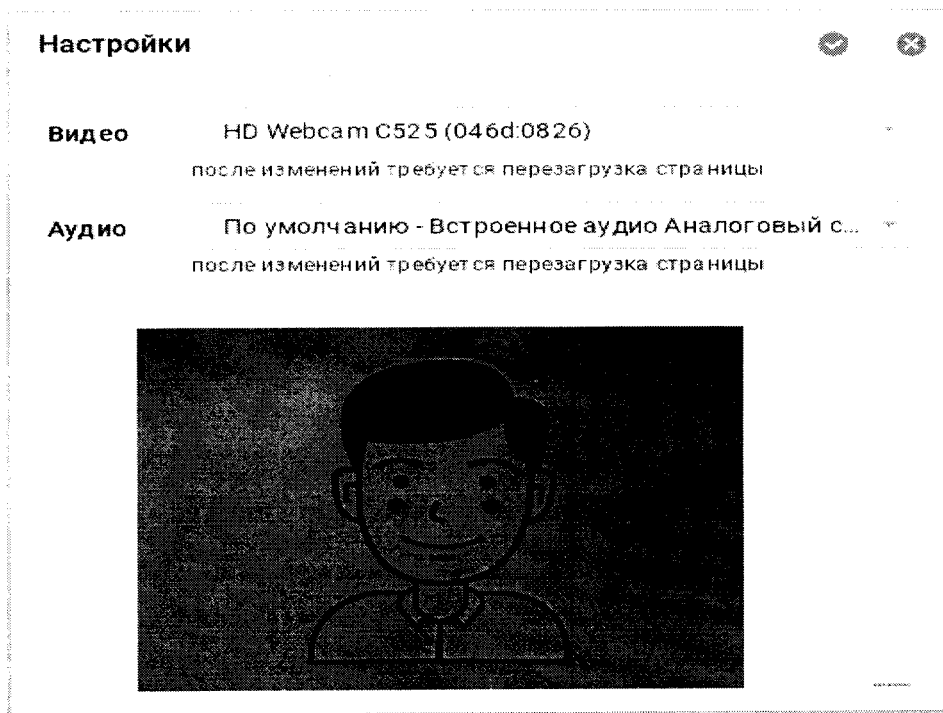 Настройки
Видео
HD Webcam C525 (046d:0826)
после изменений требуется перезагрузка страницы
Аудио
По умолчанию - Встроенное аудио Аналоговый с...
после изменений требуется перезагрузка страницы